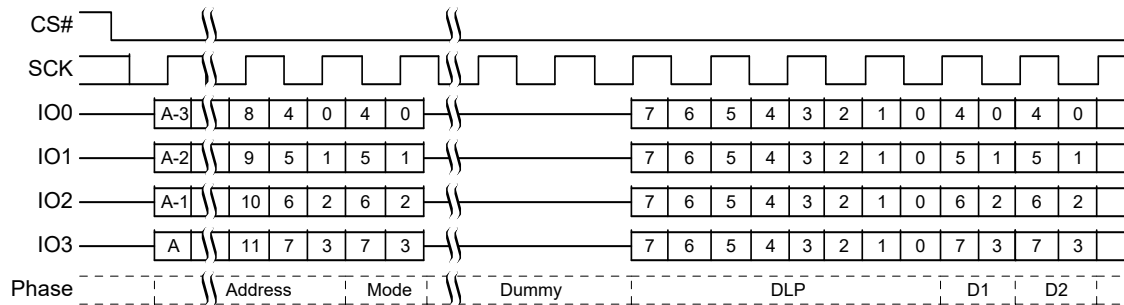 CS#
SCK
IO0 A-3 8 4 0 4 0 7 6 5 4 3 2 1 0 4 0 4 0
IO1 A-2 9 5 1 5 1 7 6 5 4 3 2 1 0 5 1 5 1
IO2 A-1 10 6 2 6 2 7 6 5 4 3 2 1 0 6 2 6 2
IO3 A 11 7 3 7 3 7 6 5 4 3 2 1 0 7 3 7 3
Phase Address Mode Dummy DLP D1 D2